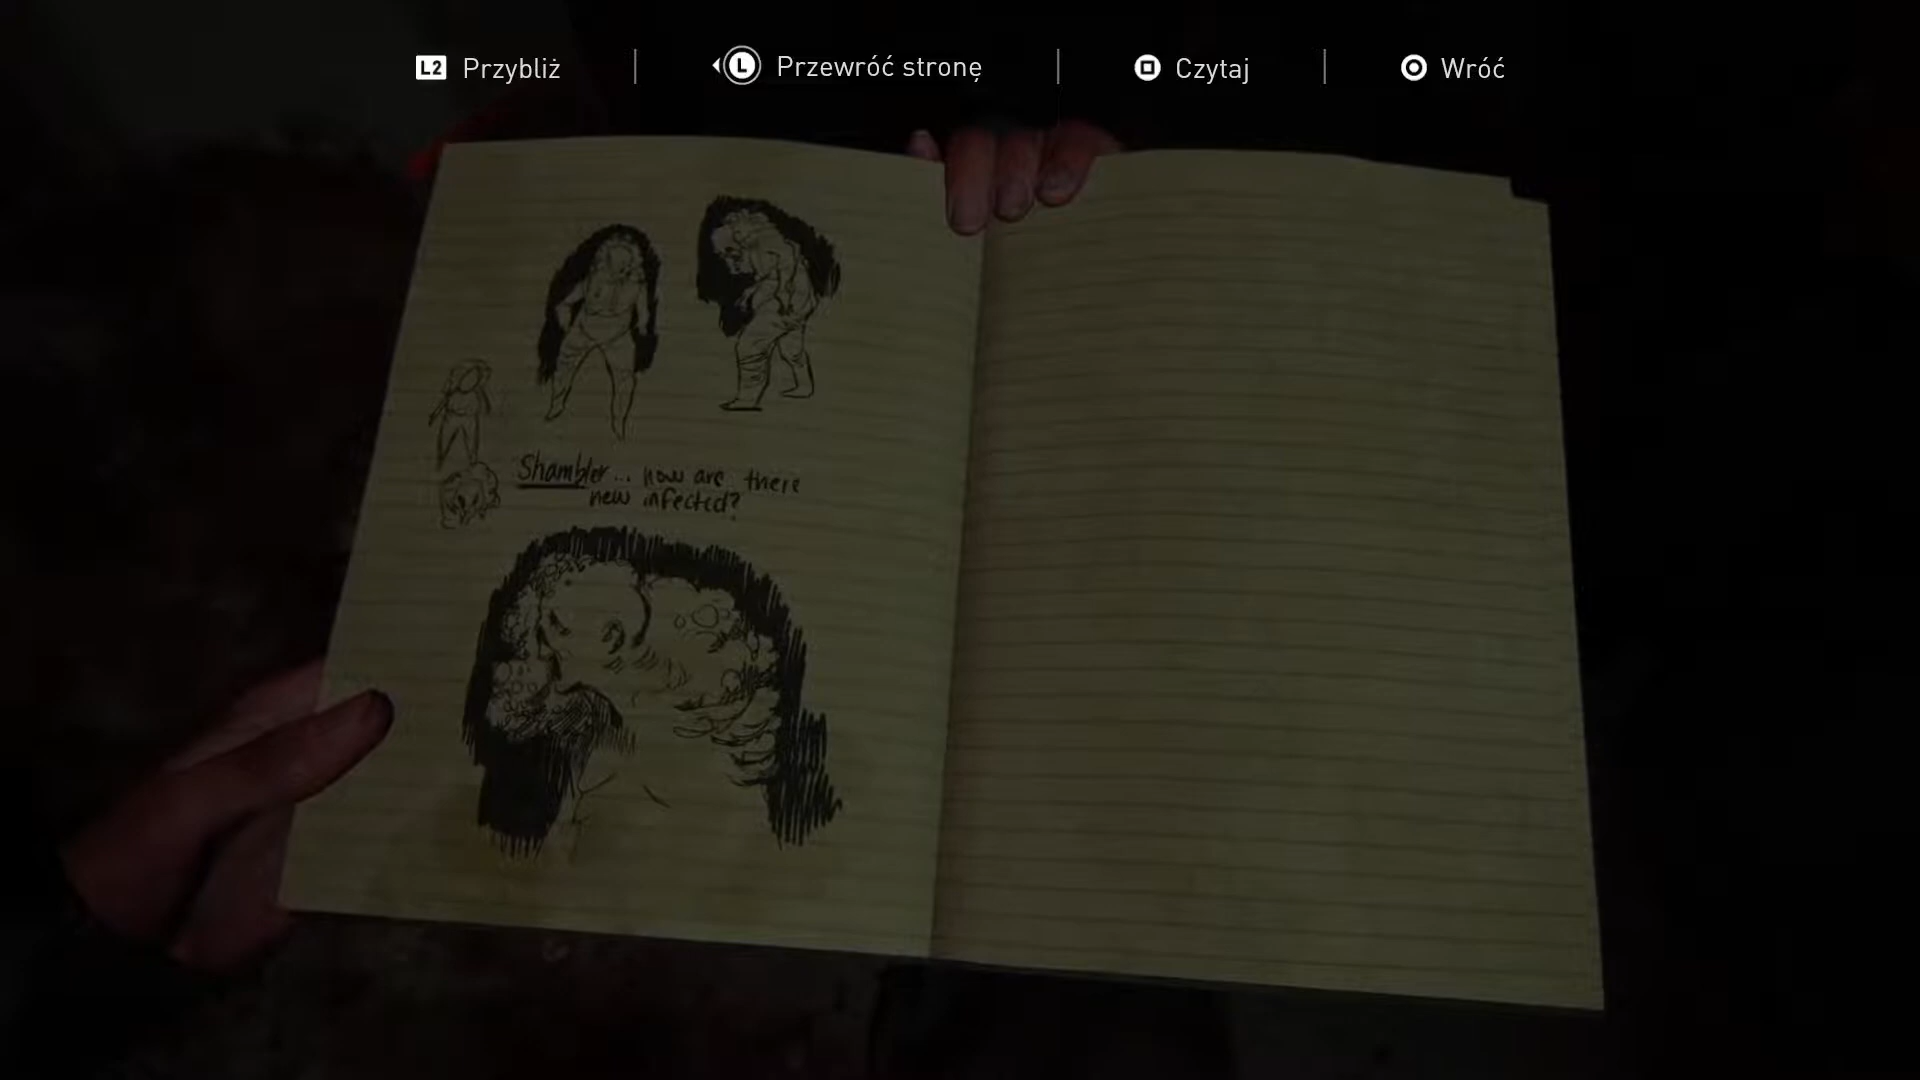 L2 Przybliż
L Przewróć stronę
Czytaj
Wróć
Shambler... how are there
new infected?